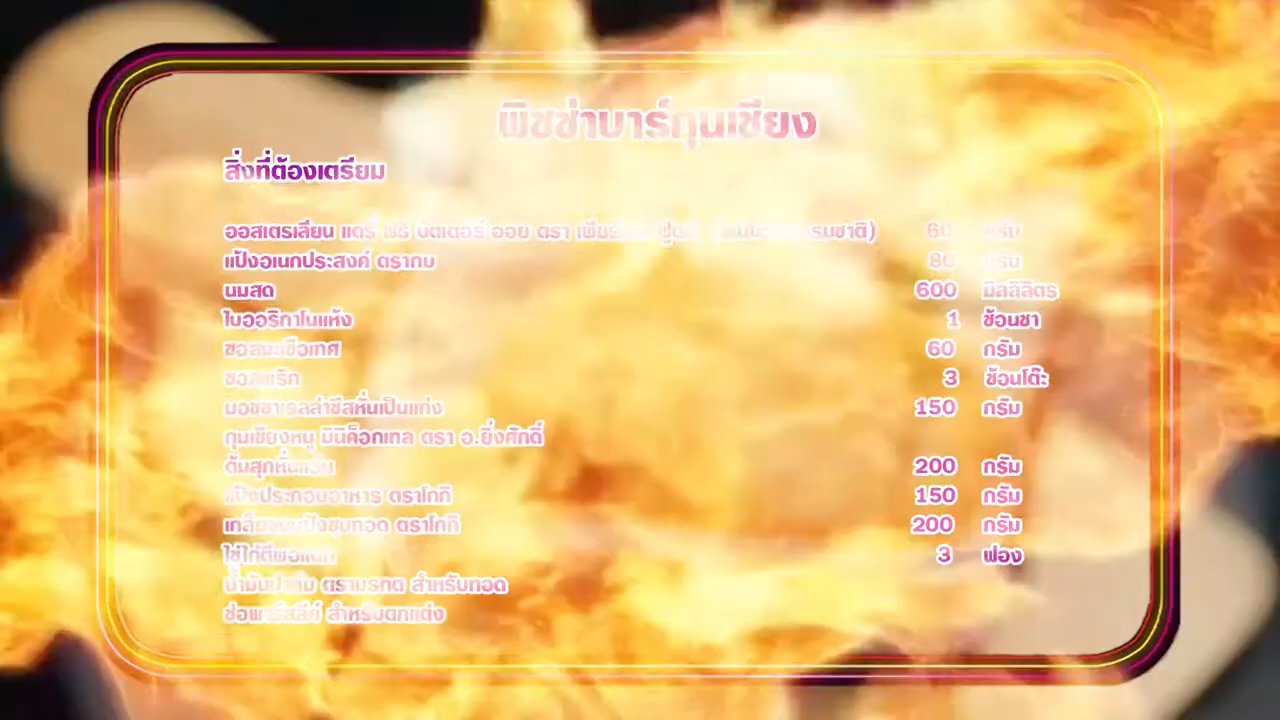 พิซซ่าบาร์กุนเชียง
สิ่งที่ต้องเตรียม
ออสเตรเลียน แดรี่ ฟรี บัตเตอร์ ออย ตรา 60 กรัม
แป้งอเนกประสงค์ ตรากบ 80 กรัม
นมสด 600 มิลลิลิตร
ใบออริกาโนแห้ง 1 ช้อนชา
ซอสมะเขือเทศ 60 กรัม
ซอสพริก 3 ช้อนโต๊ะ
มอซซาเรลล่าชีสหั่นเป็นแท่ง 150 กรัม
กุนเชียงหมู มินิค็อกเทล ตรา อ.ยิ่งศักดิ์
ต้มสุกหั่นแว่น 200 กรัม
แป้งประกอบอาหาร ตราโกกิ 150 กรัม
เกล็ดขนมปังชุบทอด ตราโกกิ 200 กรัม
ไข่ไก่ตีพอแตก 3 ฟอง
น้ำมันปาล์ม ตรามรกต สำหรับทอด
ช่อพาร์สลีย์ สำหรับตกแต่ง